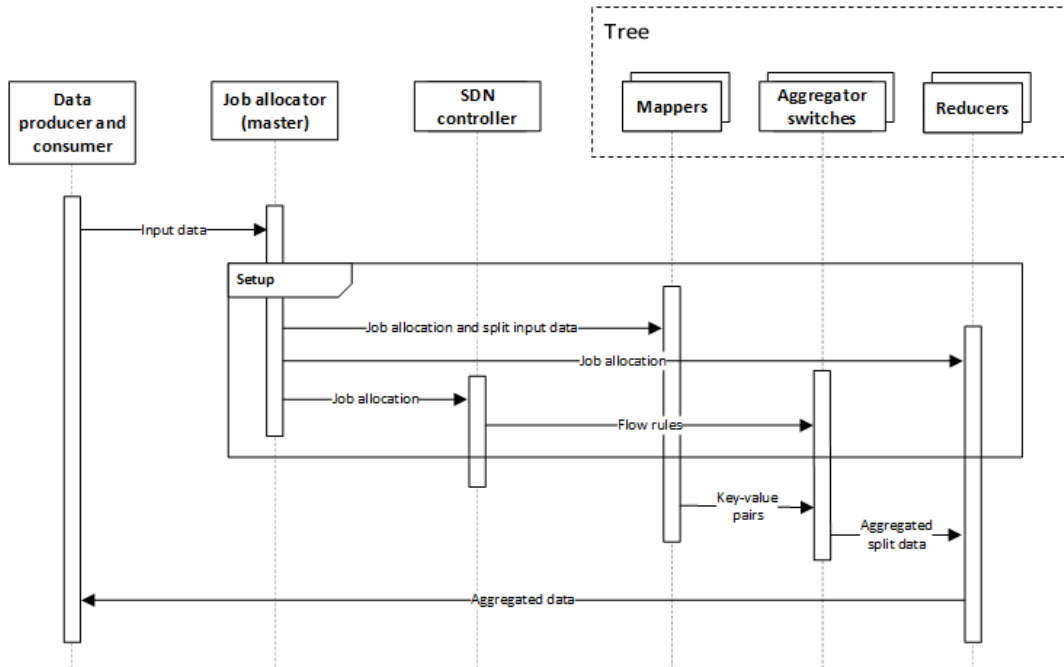 Tree
Data
producer and
consumer
Job allocator
(master)
SDN
controller
Mappers
Aggregator
switches
Reducers
Input data
Setup
Job allocation and split input data
Job allocation
Job allocation
Flow rules
Key-value
pairs
Aggregated
split data
Aggregated data